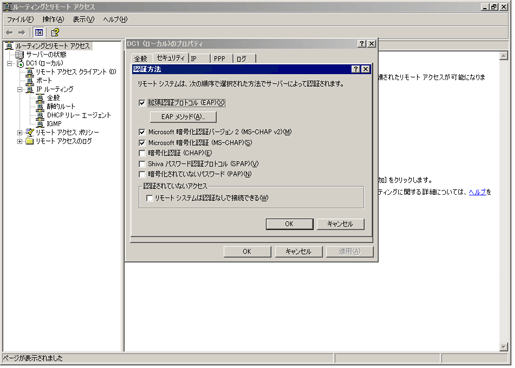 ルーティングとリモート アクセス
ファイル(F) 操作(A) 表示(V) ヘルプ(H)
ルーティングとリモート アクセス
サーバーの状態
DC1 (ローカル)
リモート アクセス クライアント (0)
ポート
IP ルーティング
全般
静的ルート
DHCP リレー エージェント
IGMP
リモート アクセス ポリシー
リモート アクセスのログ
DC1 (ローカル)のプロパティ
全般 セキュリティ IP PPP ログ
認証方法
リモート システムは、次の順序で選択された方法でサーバーによって認証されます。
拡張認証プロトコル (EAP)(X)
EAP メソッド(A)...
Microsoft 暗号化認証バージョン 2 (MS-CHAP v2)(M)
Microsoft 暗号化認証 (MS-CHAP)(S)
暗号化認証 (CHAP)(E)
Shiva パスワード認証プロトコル (SPAP)(V)
暗号化されていないパスワード (PAP)(N)
認証されていないアクセス
リモート システムは認証なしで接続できる(W)
OK キャンセル
OK キャンセル 適用(A)
されたリモート アクセスが可能になりま
加] をクリックします。
ティングに関する詳細については、ヘルプを
ページが表示されました